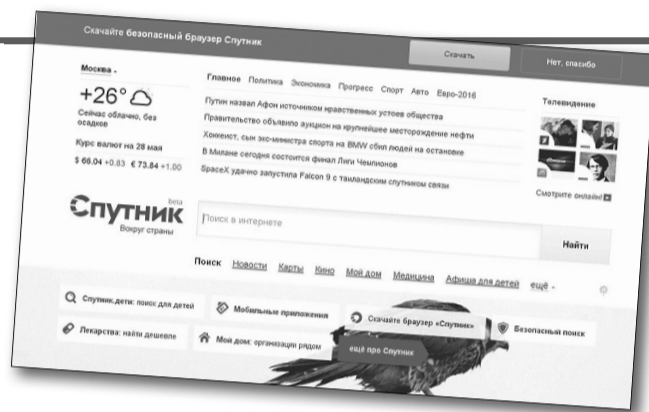 Скачайте безопасный браузер Спутник
Скачать
Нет, спасибо
Москва
+26°
Сейчас облачно, без
осадков
Курс валют на 28 мая
$ 66.04 +0.83 € 73.84 +1.00
Главное Политика Экономика Прогресс Спорт Авто Евро-2016
Путин назвал Афон источником нравственных устоев общества
Правительство объявило аукцион на крупнейшее месторождение нефти
Хоккеист, сын экс-министра спорта на BMW сбил людей на остановке
В Милане сегодня состоится финал Лиги Чемпионов
SpaceX удачно запустила Falcon 9 с таиландским спутником связи
Телевидение
Смотрите онлайн!
Спутник beta
Вокруг страны
Поиск в интернете
Найти
Поиск Новости Карты Кино Мой дом Медицина Афиша для детей ещё
Спутник.дети: поиск для детей
Мобильные приложения
Скачайте браузер «Спутник»
Безопасный поиск
Лекарства: найти дешевле
Мой дом: организации рядом
ещё про Спутник